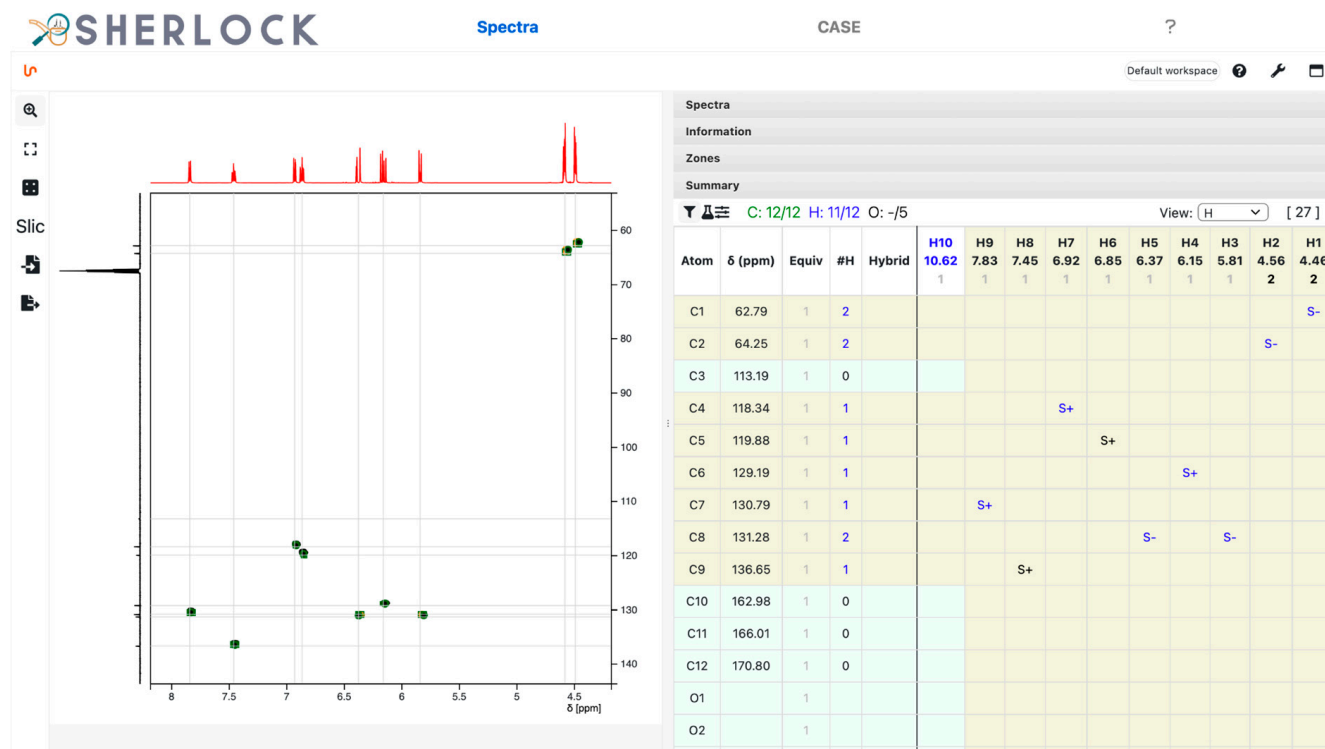 SHERLOCK Spectra CASE ?
Default workspace
Spectra
Information
Zones
Summary
C: 12/12 H: 11/12 O: -/5 View: H [ 27 ]
Slic
Atom δ (ppm) Equiv #H Hybrid H10 H9 H8 H7 H6 H5 H4 H3 H2 H1
10.62 7.83 7.45 6.92 6.85 6.37 6.15 5.81 4.56 4.46
1 1 1 1 1 1 1 1 2 2
C1 62.79 1 2 S-
C2 64.25 1 2 S-
C3 113.19 1 0
C4 118.34 1 1 S+
C5 119.88 1 1 S+
C6 129.19 1 1 S+
C7 130.79 1 1 S+
C8 131.28 1 2 S- S-
C9 136.65 1 1 S+
C10 162.98 1 0
C11 166.01 1 0
C12 170.80 1 0
O1 1
O2 1
60
70
80
90
100
110
120
130
140
8 7.5 7 6.5 6 5.5 5 4.5
δ [ppm]